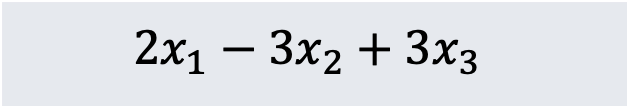 2x₁ − 3x₂ + 3x₃